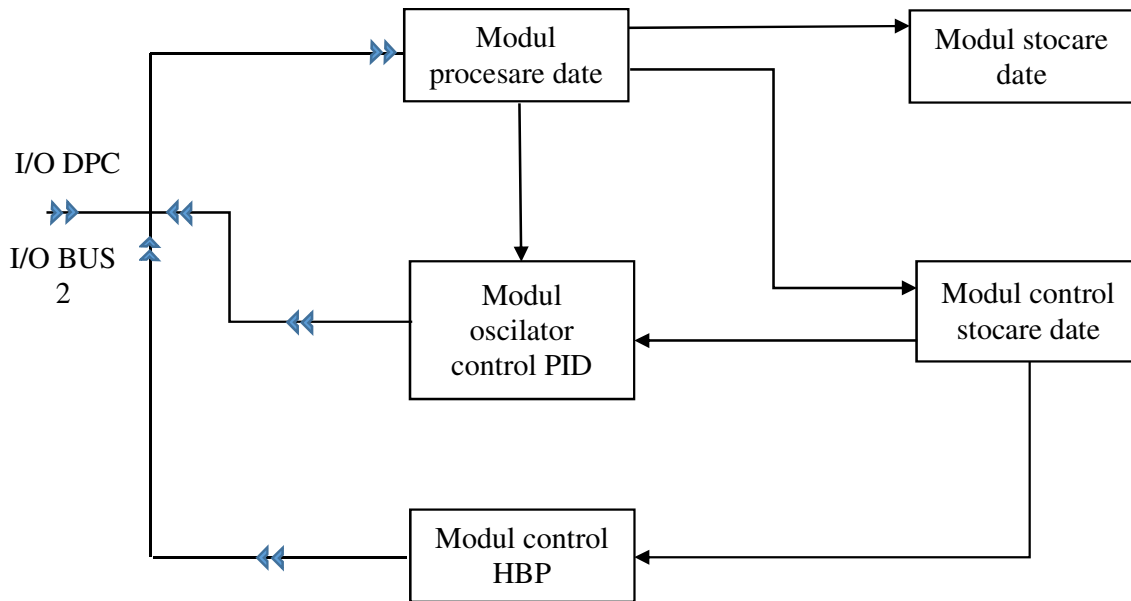 Modul
procesare date
Modul stocare
date
I/O DPC
I/O BUS
2
Modul
oscilator
control PID
Modul control
stocare date
Modul control
HBP